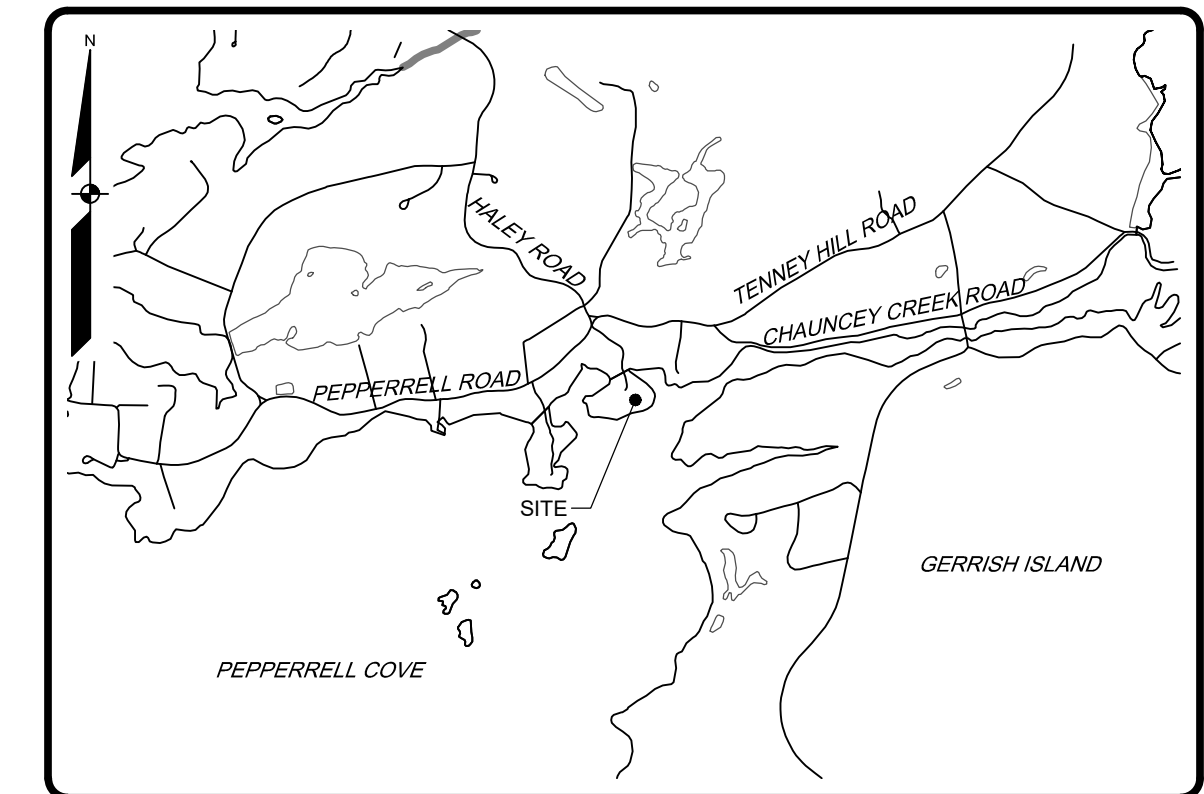 N
HALEY ROAD
TENNEY HILL ROAD
CHAUNCEY CREEK ROAD
PEPPERRELL ROAD
SITE
GERRISH ISLAND
PEPPERRELL COVE